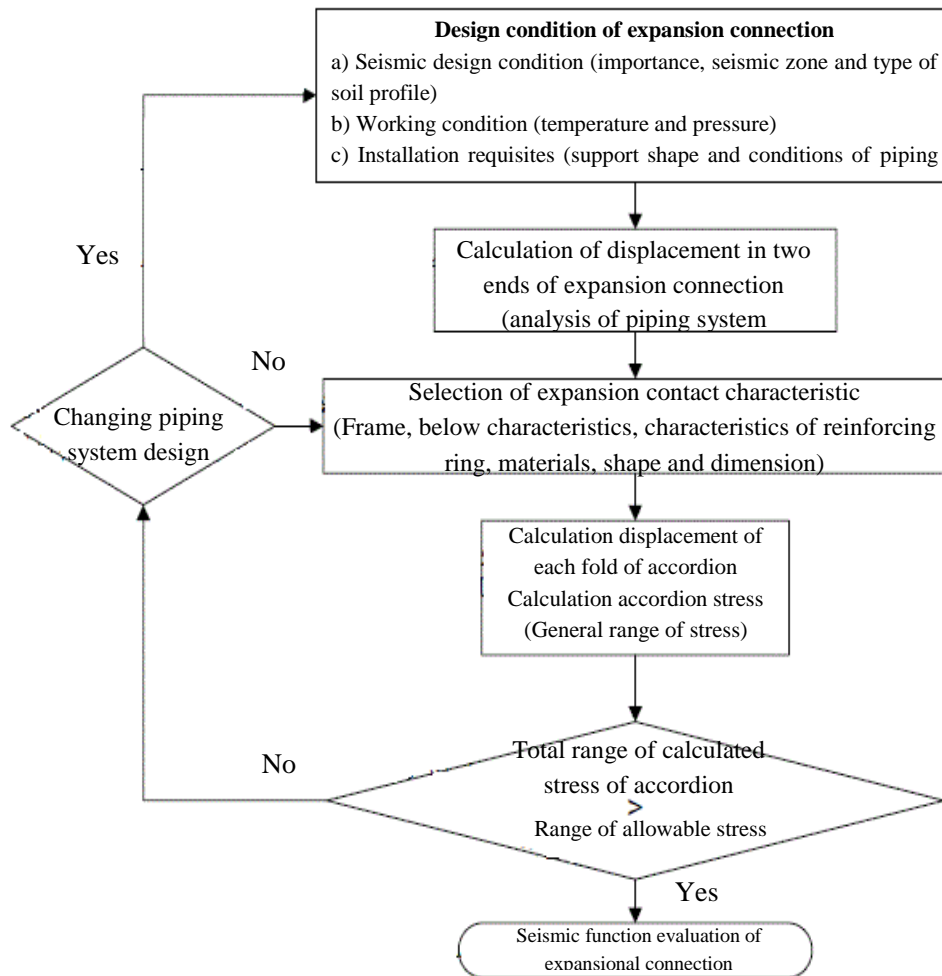 Design condition of expansion connection
a) Seismic design condition (importance, seismic zone and type of
soil profile)
b) Working condition (temperature and pressure)
c) Installation requisites (support shape and conditions of piping
Yes
Calculation of displacement in two
ends of expansion connection
(analysis of piping system
No
Changing piping
system design
Selection of expansion contact characteristic
(Frame, below characteristics, characteristics of reinforcing
ring, materials, shape and dimension)
Calculation displacement of
each fold of accordion
Calculation accordion stress
(General range of stress)
No
Total range of calculated
stress of accordion
>
Range of allowable stress
Yes
Seismic function evaluation of
expansional connection